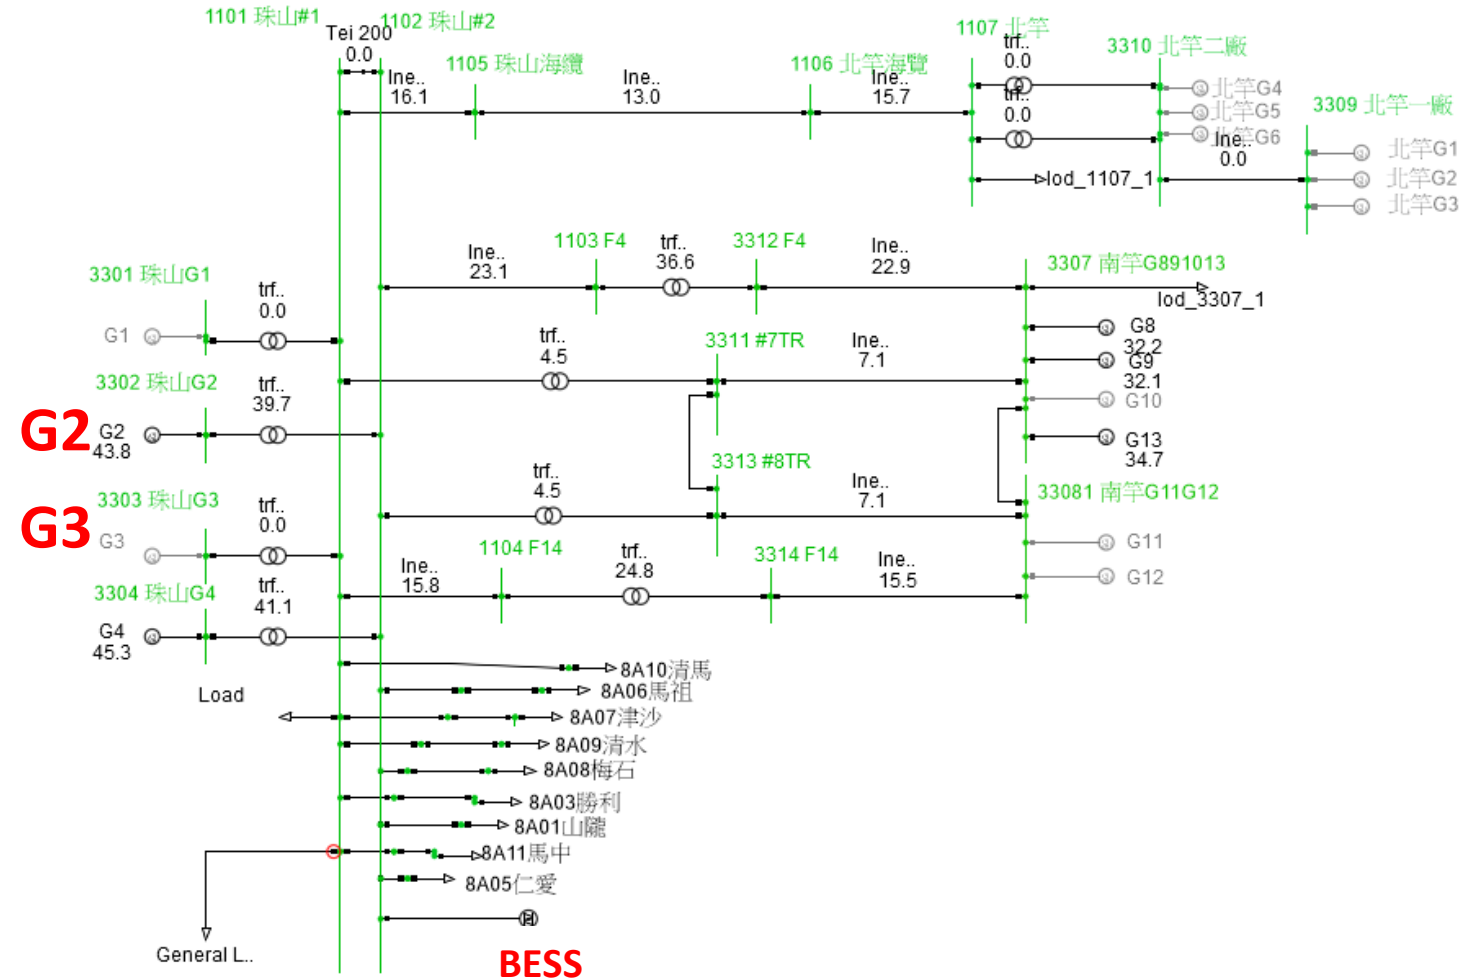 1101 珠山#1
1102 珠山#2
Tei 200
0.0
1105 珠山海纜
lne..
16.1
lne..
13.0
1106 北竿海覽
lne..
15.7
1107 北竿
trf..
0.0
trf..
0.0
lod_1107_1
3310 北竿二廠
北竿G4
北竿G5
北竿G6
lne..
0.0
3309 北竿一廠
北竿G1
北竿G2
北竿G3
lne..
23.1
1103 F4
trf..
36.6
3312 F4
lne..
22.9
3307 南竿G891013
lod_3307_1
G8
32.2
G9
32.1
G10
G13
34.7
3301 珠山G1
G1
trf..
0.0
3302 珠山G2
G2
G2
43.8
trf..
39.7
trf..
4.5
3311 #7TR
lne..
7.1
3303 珠山G3
G3
G3
trf..
0.0
trf..
4.5
3313 #8TR
lne..
7.1
33081 南竿G11G12
G11
G12
3304 珠山G4
G4
45.3
trf..
41.1
lne..
15.8
1104 F14
trf..
24.8
3314 F14
lne..
15.5
Load
8A10清馬
8A06馬祖
8A07津沙
8A09清水
8A08梅石
8A03勝利
8A01山隴
8A11馬中
8A05仁愛
General L..
BESS